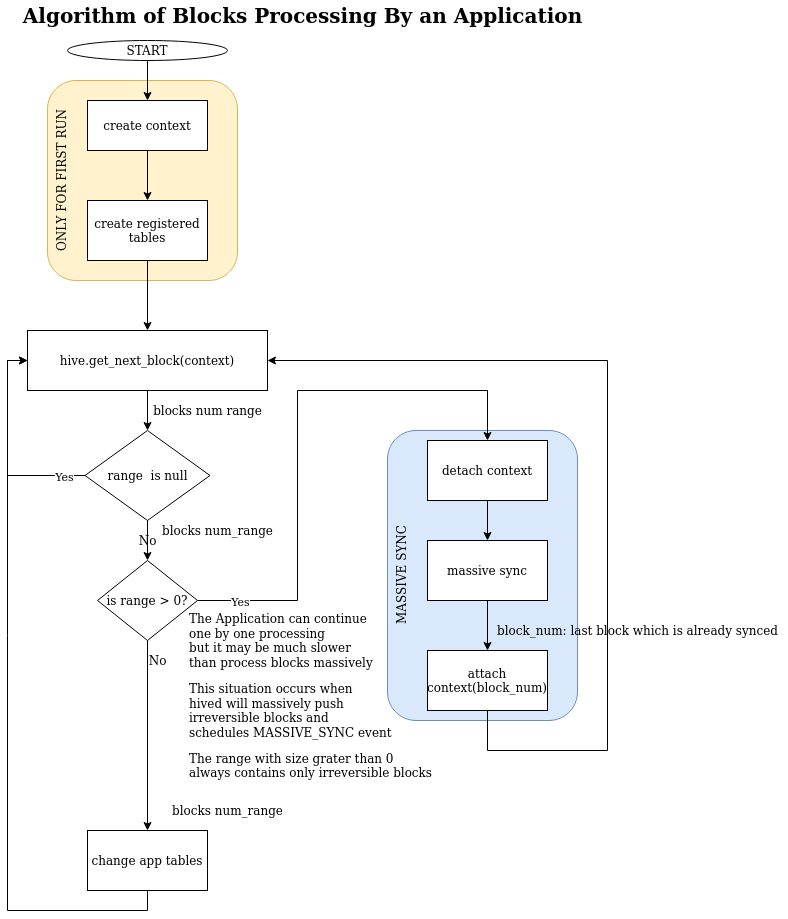 Algorithm of Blocks Processing By an Application
START
ONLY FOR FIRST RUN
create context
create registered
tables
hive.get_next_block(context)
blocks num range
range  is null
Yes
blocks num_range
No
is range > 0?
Yes
The Application can continue
one by one processing
but it may be much slower
than process blocks massively
This situation occurs when
hived will massively push
irreversible blocks and
schedules MASSIVE_SYNC event
The range with size grater than 0
always contains only irreversible blocks
No
blocks num_range
change app tables
MASSIVE SYNC
detach context
massive sync
block_num: last block which is already synced
attach
context(block_num)